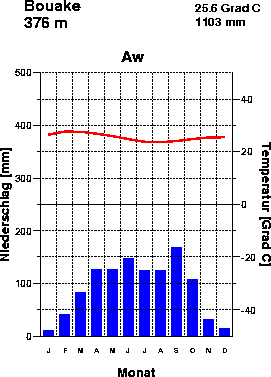 Bouake
376 m
25.6 Grad C
1103 mm
Aw
500
400
300
200
100
0
Niederschlag [mm]
40
20
0
-20
-40
Temperatur [Grad C]
J F M A M J J A S O N D
Monat